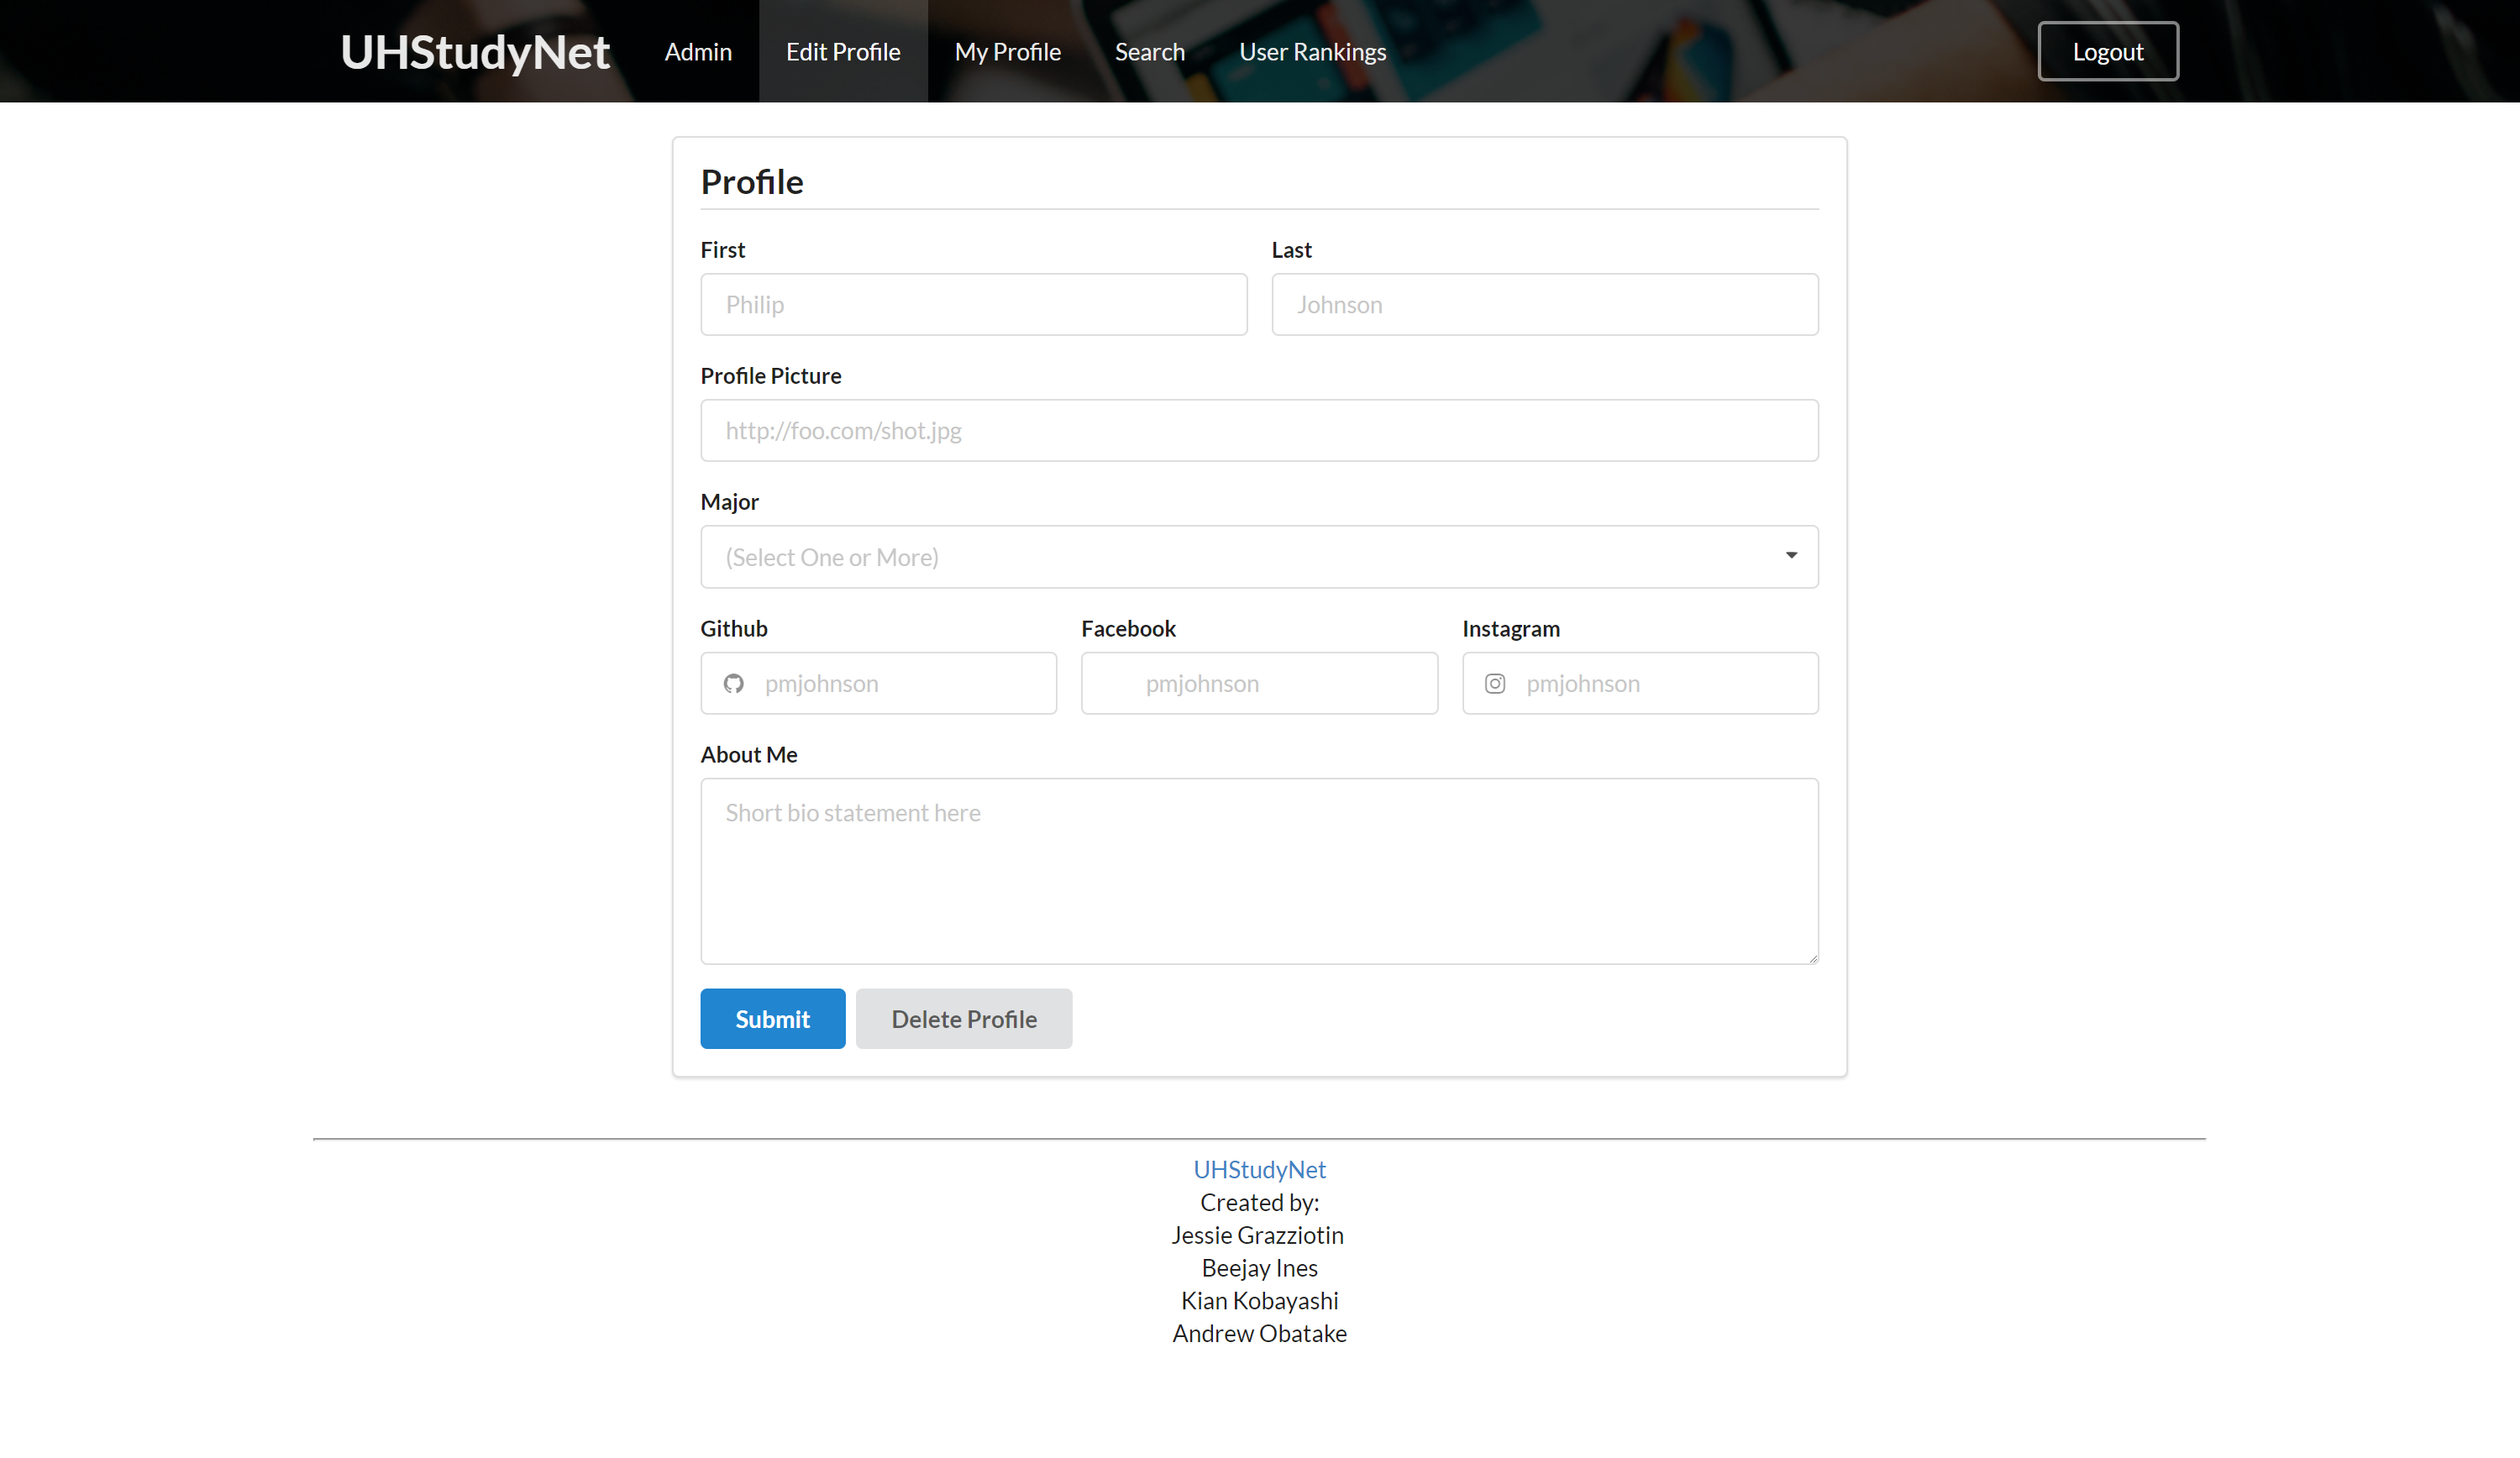 UHStudyNet Admin Edit Profile My Profile Search User Rankings Logout
Profile
First Last
Philip Johnson
Profile Picture
http://foo.com/shot.jpg
Major
(Select One or More)
Github Facebook Instagram
pmjohnson pmjohnson pmjohnson
About Me
Short bio statement here
Submit Delete Profile
UHStudyNet
Created by:
Jessie Grazziotin
Beejay Ines
Kian Kobayashi
Andrew Obatake